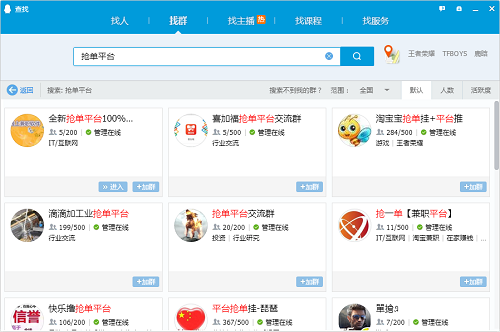 查找
找人
找群
找主播
热
找课程
找服务
抢单平台
王者荣耀 TFBOYS 鹿晗
返回
搜索: 抢单平台
搜索不到我的群？
范围：
全国
默认
人数
活跃度
全新抢单平台100%...
5/200 管理在线
IT/互联网
进入
+加群
喜加福抢单平台交流群
5/500 管理在线
行业交流
+加群
淘宝宝抢单挂+平台推
284/500 管理在线
游戏 | 王者荣耀
+加群
滴滴加工业抢单平台
199/500 管理在线
行业交流
+加群
抢单平台交流群
20/200 管理在线
投资 | 行业研究
+加群
抢一单【兼职平台】
11/500 管理在线
IT/互联网 | 淘宝兼职 | 在家赚钱 | ...
+加群
信誉
快乐撸抢单平台
106/200 管理在线
平台抢单挂-琵琶
367/500 管理在线
單搶3
7/200 管理在线